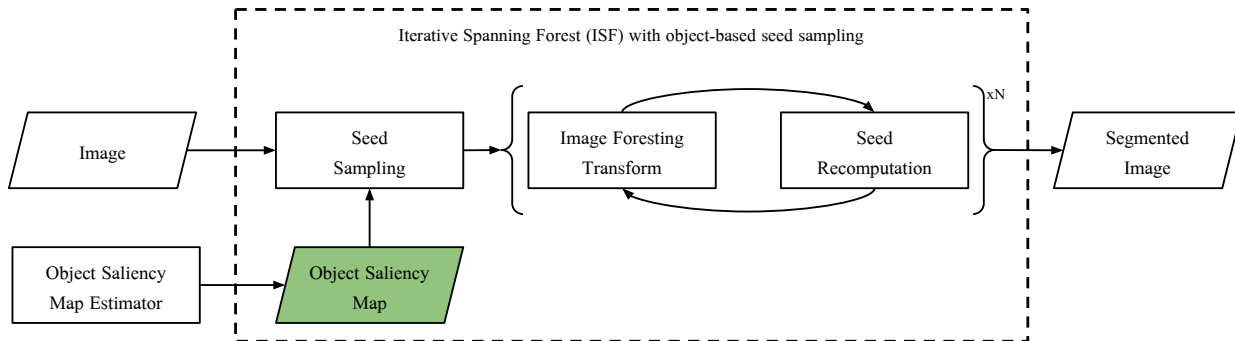 Iterative Spanning Forest (ISF) with object-based seed sampling
xN
Image
Seed
Sampling
Image Foresting
Transform
Seed
Recomputation
Segmented
Image
Object Saliency
Map Estimator
Object Saliency
Map